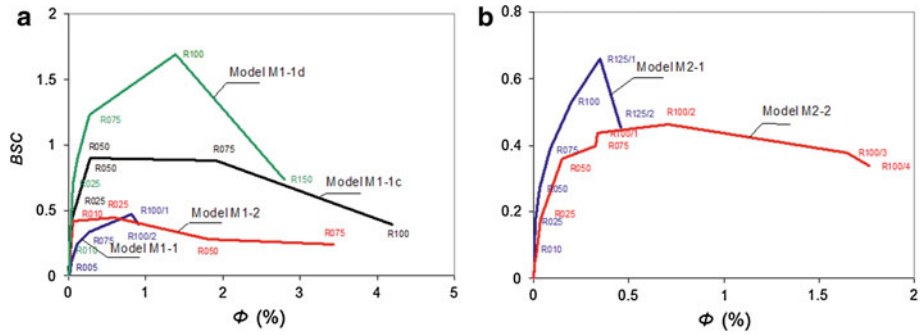 a
BSC
2
1.5
1
0.5
0
0
1
2
3
4
5
Φ (%)
R100
Model M1-1d
R075
R050
R050
R075
R150
Model M1-1c
R025
R025
R010
R025
R100/1
Model M1-2
R100
R075
R100/2
R010
Model M1-1
R050
R075
R005
b
0.8
0.6
0.4
0.2
0
0
0.5
1
1.5
2
Φ (%)
R125/1
Model M2-1
R100
R125/2
R100/2
Model M2-2
R100/1
R075
R075
R050
R100/3
R100/4
R050
R025
R025
R010